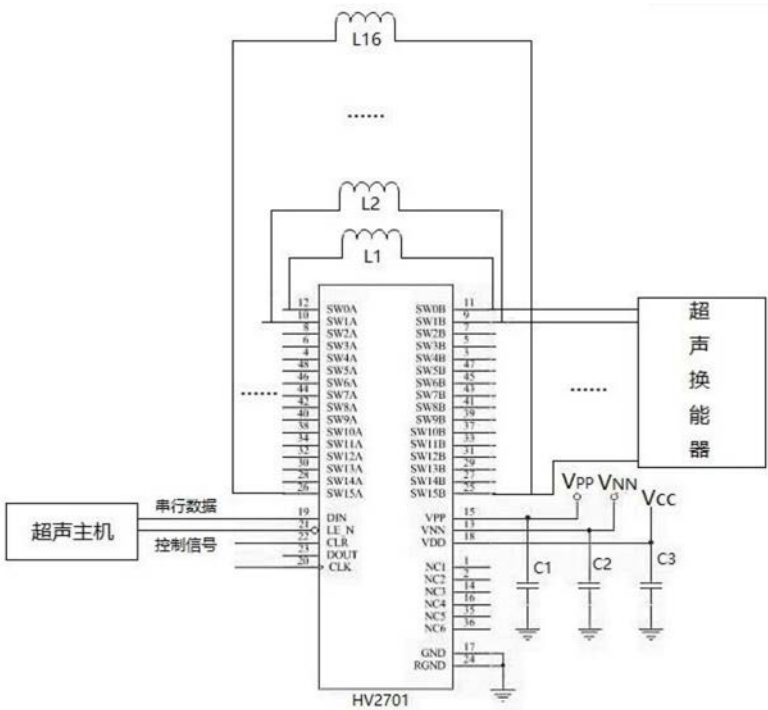 L16
......
L2
L1
12 SW0A SW0B 11
10 SW1A SW1B 9
8 SW2A SW2B 7
6 SW3A SW3B 5
4 SW4A SW4B 3
48 SW5A SW5B 47
46 SW6A SW6B 45
44 SW7A SW7B 43
42 SW8A SW8B 41
40 SW9A SW9B 39
38 SW10A SW10B 37
34 SW11A SW11B 33
32 SW12A SW12B 31
30 SW13A SW13B 29
28 SW14A SW14B 27
26 SW15A SW15B 25
......
......
超声换能器
VPP VNN
VCC
超声主机
串行数据
控制信号
19 DIN VPP 15
21 LE_N VNN 13
22 CLR VDD 18
23 DOUT
20 CLK
C1 C2 C3
NC1 1
NC2 2
NC3 14
NC4 16
NC5 35
NC6 36
GND 17
RGND 24
HV2701